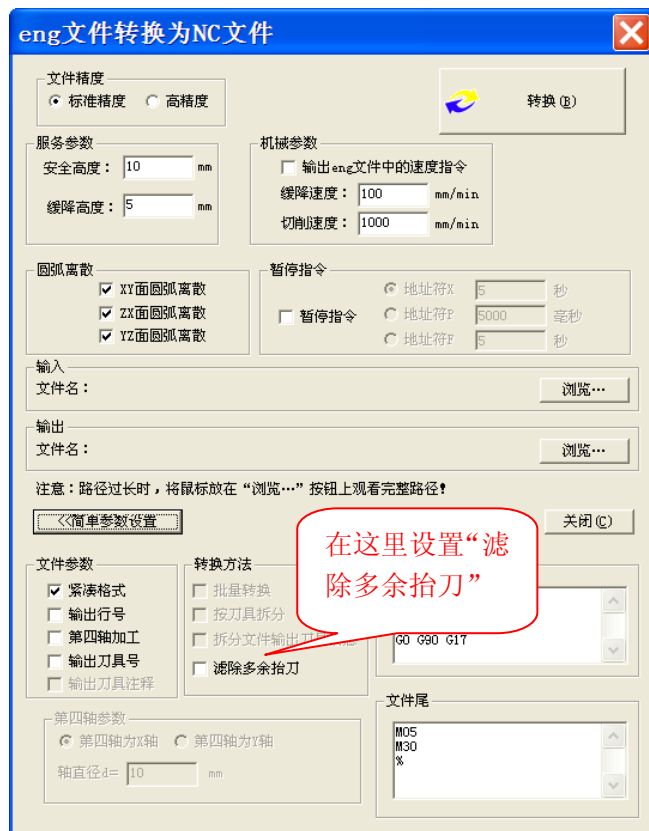 eng文件转换为NC文件
文件精度
标准精度 高精度
转换(B)
服务参数
安全高度： 10 mm
缓降高度： 5 mm
机械参数
输出eng文件中的速度指令
缓降速度： 100 mm/min
切削速度： 1000 mm/min
圆弧离散
XY面圆弧离散
ZX面圆弧离散
YZ面圆弧离散
暂停指令
暂停指令
地址符X 5 秒
地址符P 5000 毫秒
地址符F 5 秒
输入
文件名： 浏览…
输出
文件名： 浏览…
注意：路径过长时，将鼠标放在“浏览…”按钮上观看完整路径！
<<简单参数设置
关闭(C)
在这里设置“滤
除多余抬刀”
文件参数
紧凑格式
输出行号
第四轴加工
输出刀具号
输出刀具注释
转换方法
批量转换
按刀具拆分
拆分文件输出刀具
滤除多余抬刀
G0 G90 G17
第四轴参数
第四轴为X轴 第四轴为Y轴
轴直径d= 10 mm
文件尾
M05
M30
%